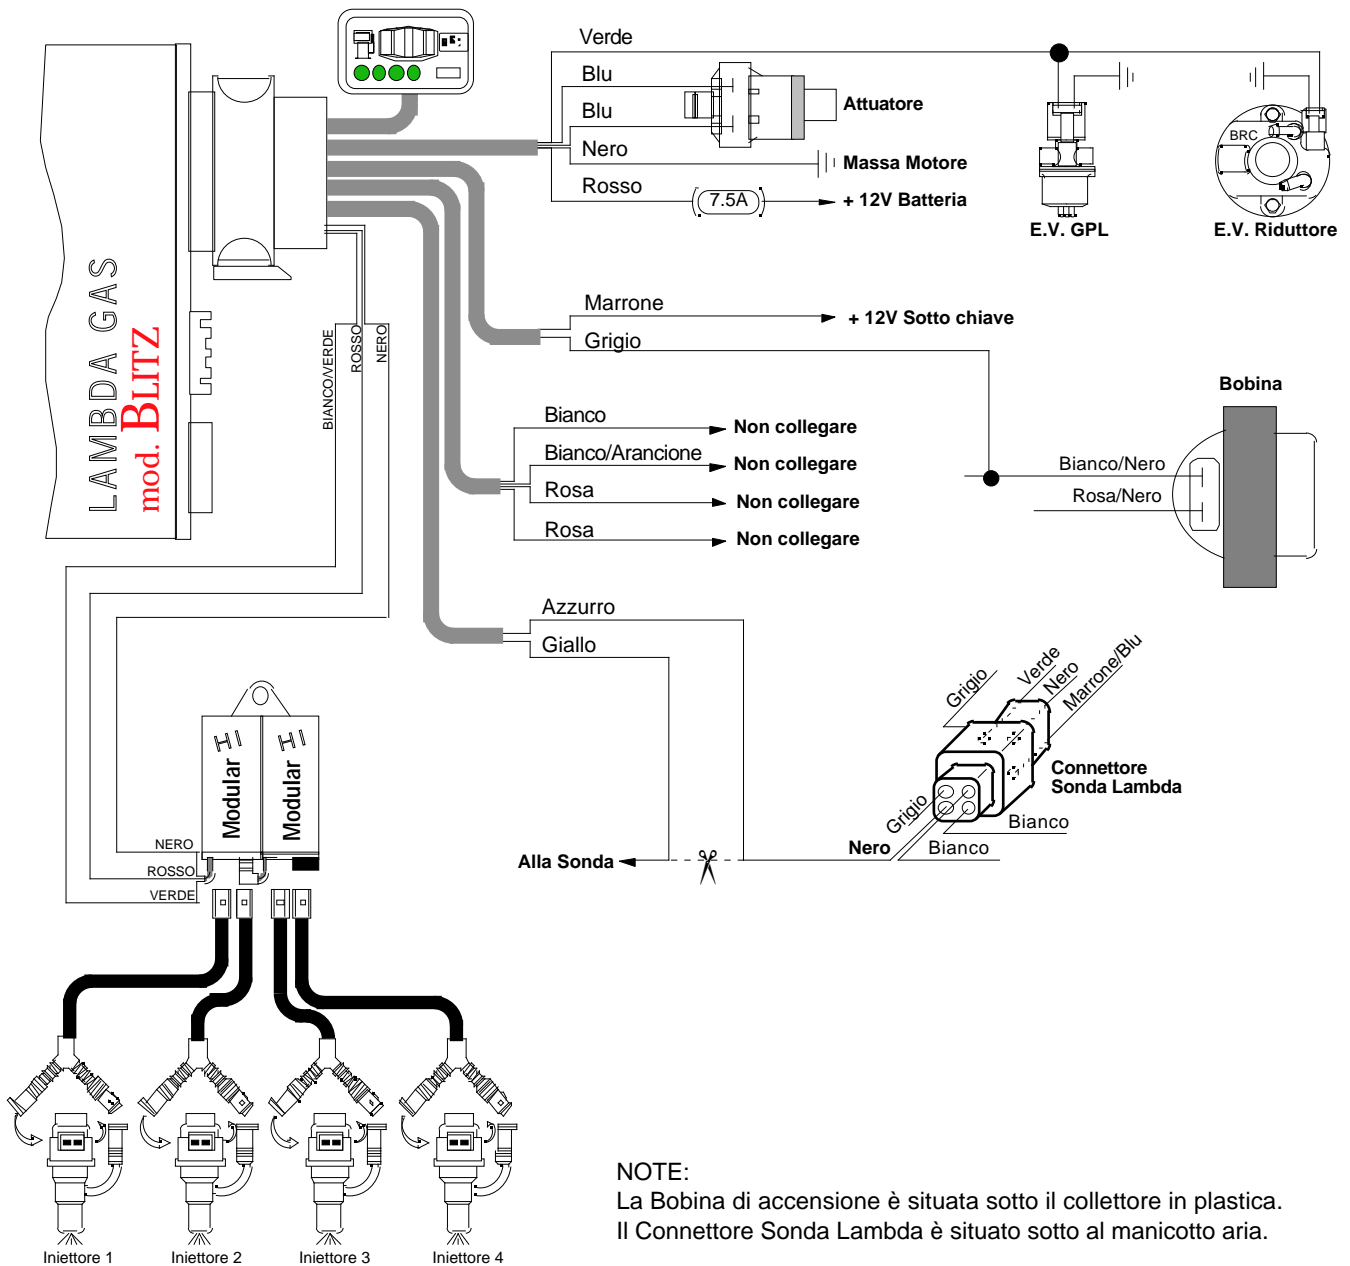 Verde
Blu
Blu
Nero
Rosso
7.5A
Attuatore
Massa Motore
+ 12V Batteria
BRC
E.V. GPL
E.V. Riduttore
LAMBDA GAS
mod. BLITZ
BIANCO/VERDE
ROSSO
NERO
Marrone
Grigio
+ 12V Sotto chiave
Bobina
Bianco
Non collegare
Bianco/Arancione
Non collegare
Rosa
Non collegare
Rosa
Non collegare
Bianco/Nero
Rosa/Nero
Azzurro
Giallo
Grigio
Verde
Nero
Marrone/Blu
Connettore
Sonda Lambda
Grigio
Bianco
Nero
Bianco
Alla Sonda
Modular HI
Modular HI
NERO
ROSSO
VERDE
Iniettore 1
Iniettore 2
Iniettore 3
Iniettore 4
NOTE:
La Bobina di accensione è situata sotto il collettore in plastica.
Il Connettore Sonda Lambda è situato sotto al manicotto aria.